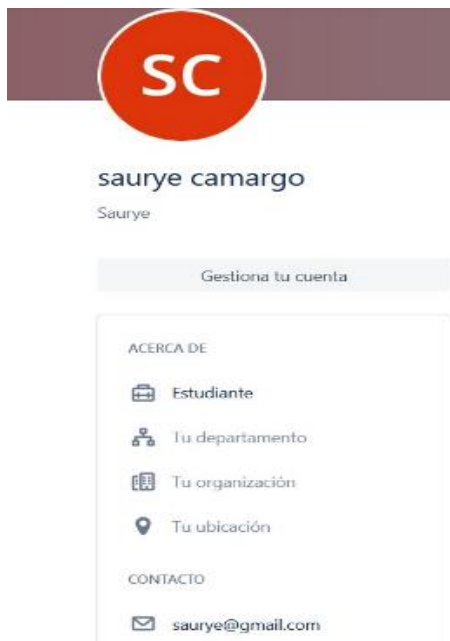 SC
saurye camargo
Saurye
Gestiona tu cuenta
ACERCA DE
Estudiante
Tu departamento
Tu organización
Tu ubicación
CONTACTO
saurye@gmail.com